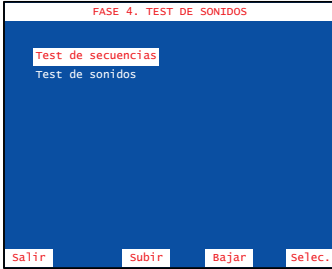 FASE 4. TEST DE SONIDOS
Test de secuencias
Test de sonidos
Salir Subir Bajar Selec.